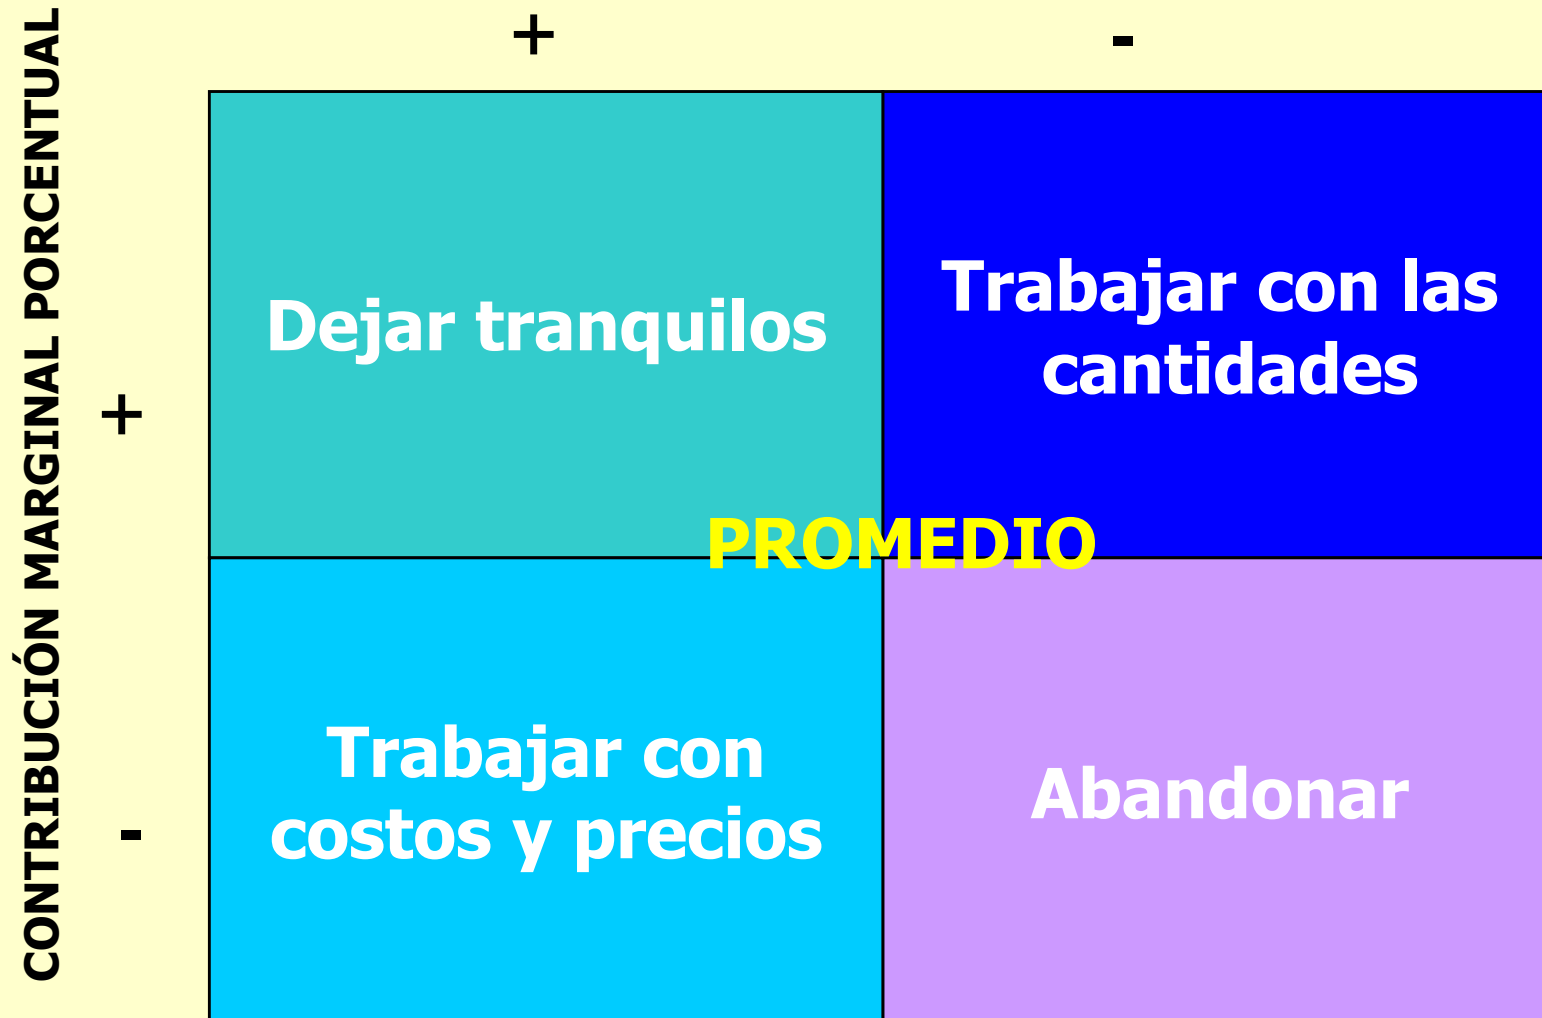 CONTRIBUCIÓN MARGINAL PORCENTUAL
+
-
+
Dejar tranquilos
Trabajar con las
cantidades
PROMEDIO
-
Trabajar con
costos y precios
Abandonar